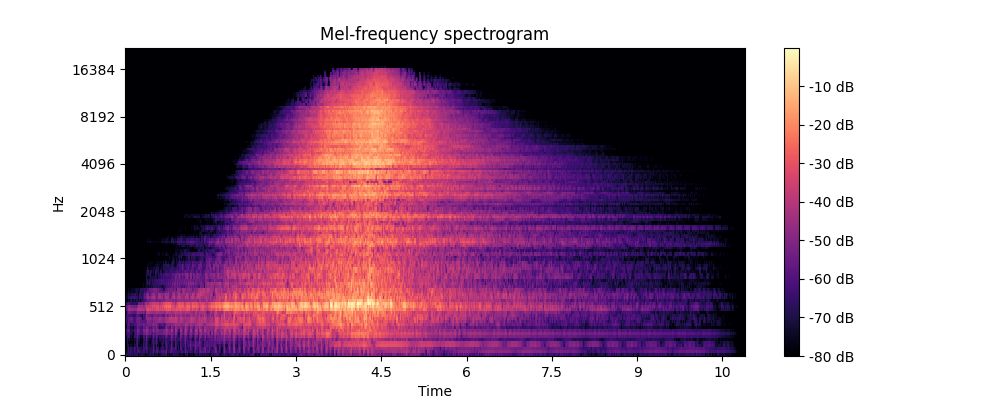 Mel-frequency spectrogram
Hz
16384
8192
4096
2048
1024
512
0
0 1.5 3 4.5 6 7.5 9 10
Time
-10 dB
-20 dB
-30 dB
-40 dB
-50 dB
-60 dB
-70 dB
-80 dB